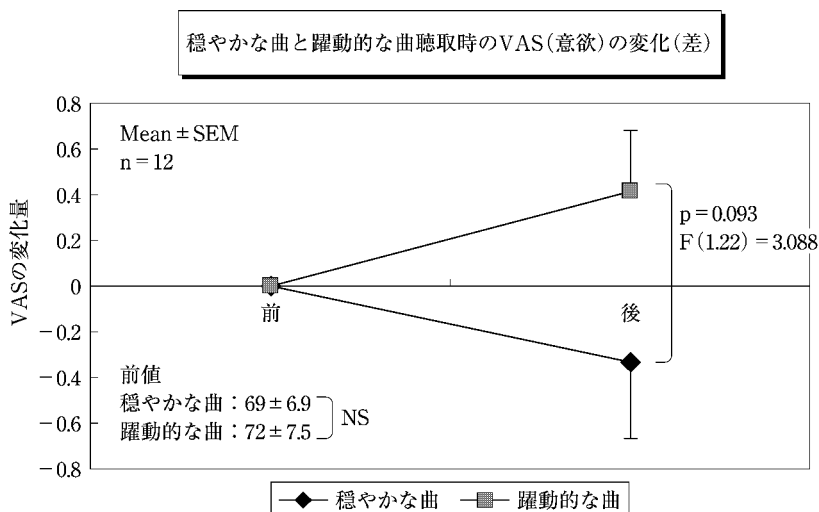 穏やかな曲と躍動的な曲聴取時のVAS(意欲)の変化(差)
0.8
0.6
0.4
0.2
0
−0.2
−0.4
−0.6
−0.8
VASの変化量
Mean±SEM
n=12
p=0.093
F(1.22)=3.088
前
後
前値
穏やかな曲：69±6.9
躍動的な曲：72±7.5
NS
穏やかな曲
躍動的な曲